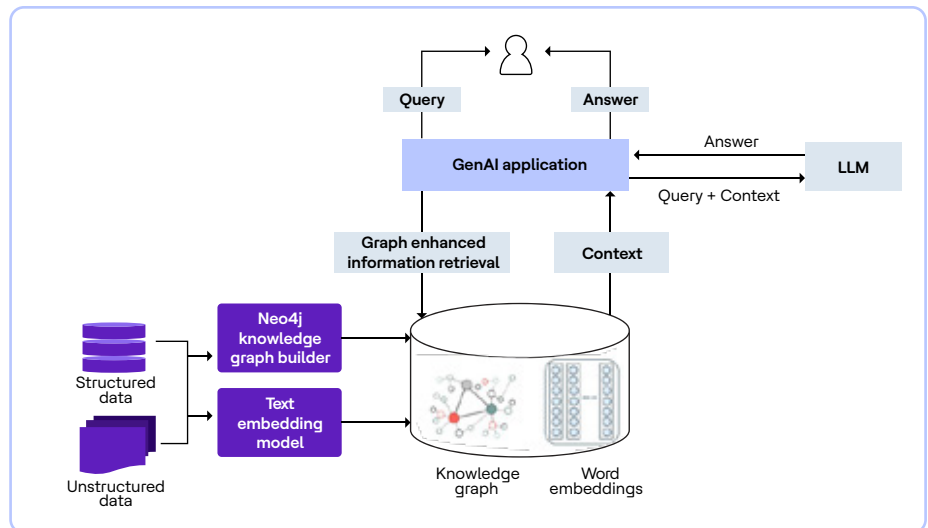 Query
Answer
GenAI application
Answer
LLM
Query + Context
Graph enhanced
information retrieval
Context
Neo4j
knowledge
graph builder
Structured
data
Text
embedding
model
Unstructured
data
Knowledge
graph
Word
embeddings